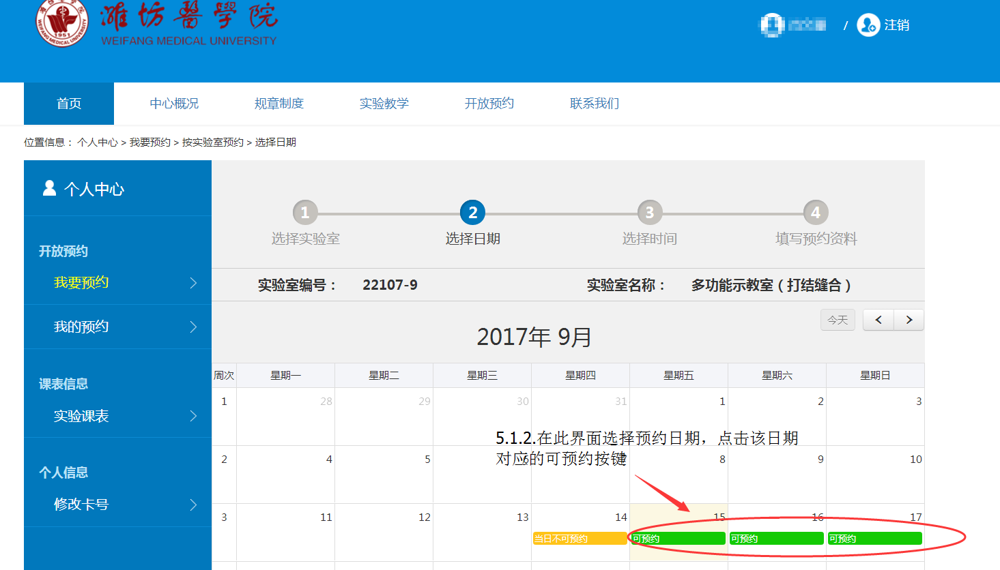 濰坊醫學院
WEIFANG MEDICAL UNIVERSITY
1951
/ 注销
首页 中心概况 规章制度 实验教学 开放预约 联系我们
位置信息： 个人中心 > 我要预约 > 按实验室预约 > 选择日期
个人中心
开放预约
我要预约
我的预约
课表信息
实验课表
个人信息
修改卡号
1 2 3 4
选择实验室 选择日期 选择时间 填写预约资料
实验室编号： 22107-9 实验室名称： 多功能示教室（打结缝合）
今天 < >
2017年 9月
周次 星期一 星期二 星期三 星期四 星期五 星期六 星期日
1 28 29 30 31 1 2 3
5.1.2.在此界面选择预约日期，点击该日期
对应的可预约按键
2 4 5 6 7 8 9 10
3 11 12 13 14 15 16 17
当日不可预约 可预约 可预约 可预约